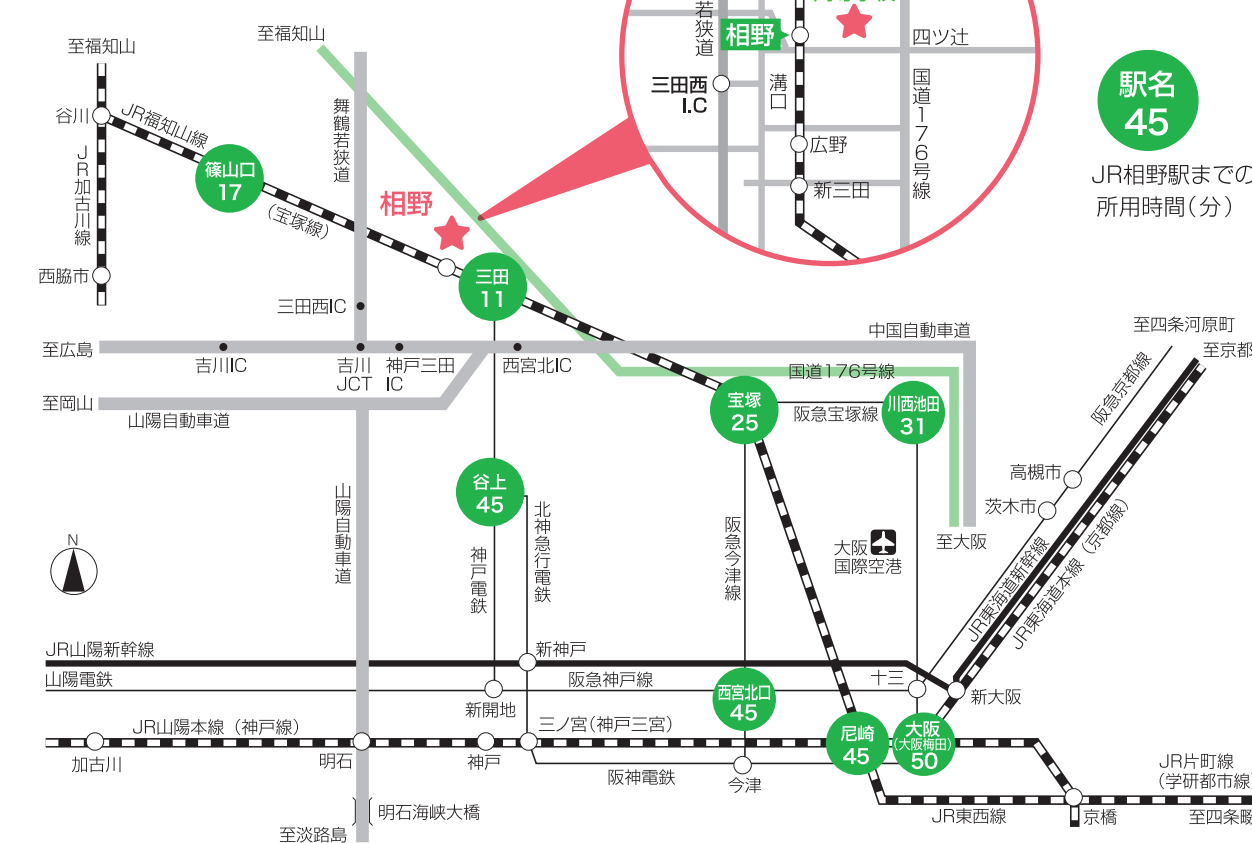 至福知山
谷川
JR福知山線
JR加古川線
西脇市
篠山口
17
(宝塚線)
至福知山
舞鶴若狭道
相野
三田
11
三田西IC
若狭道
相野
四ツ辻
三田西
I.C
溝口
国道176号線
広野
新三田
駅名
45
JR相野駅までの
所用時間(分)
至広島
吉川IC
吉川
JCT
神戸三田
IC
西宮北IC
中国自動車道
至岡山
山陽自動車道
国道176号線
宝塚
25
阪急宝塚線
川西池田
31
至四条河原町
至京都
阪急京都線
高槻市
茨木市
JR東海道新幹線
JR東海道本線(京都線)
谷上
45
北神急行電鉄
神戸電鉄
山陽自動車道
阪急今津線
大阪
国際空港
至大阪
N
JR山陽新幹線
新神戸
山陽電鉄
阪急神戸線
十三
新大阪
新開地
西宮北口
45
JR山陽本線(神戸線)
三ノ宮(神戸三宮)
尼崎
45
大阪
(大阪梅田)
50
加古川
明石
神戸
阪神電鉄
今津
JR片町線
(学研都市線)
明石海峡大橋
JR東西線
京橋
至四条畷
至淡路島